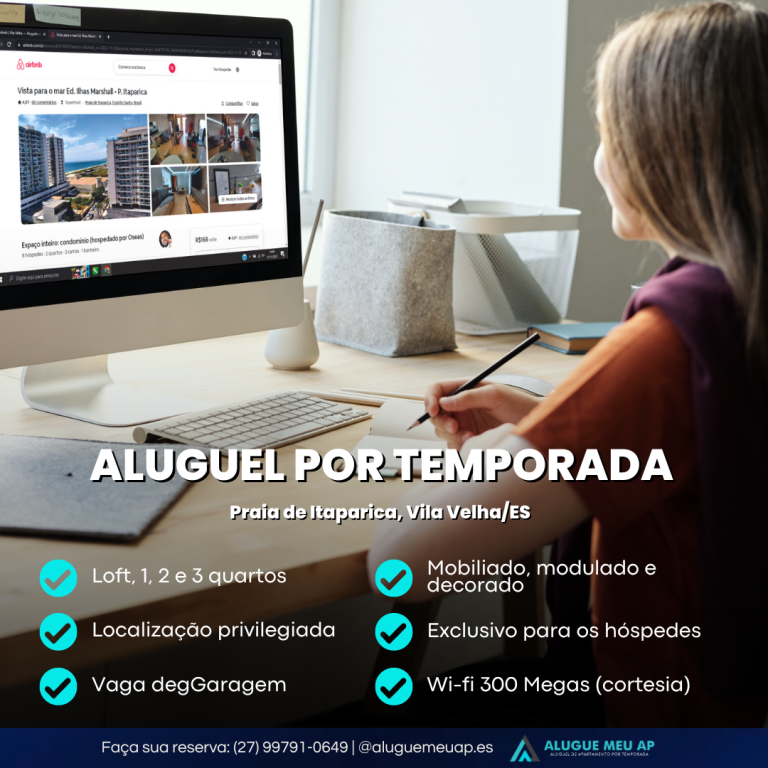 airbnb
Vista para o mar Ed. Ilhas Marshall - P. Itaparica
Espaço inteiro: condomínio (hospedado por Oseas)
R$168
ALUGUEL POR TEMPORADA
Praia de Itaparica, Vila Velha/ES
Loft, 1, 2 e 3 quartos
Mobiliado, modulado e
decorado
Localização privilegiada
Exclusivo para os hóspedes
Vaga degGaragem
Wi-fi 300 Megas (cortesia)
Faça sua reserva: (27) 99791-0649 | @aluguemeuap.es
ALUGUE MEU AP
ALUGUEL DE APARTAMENTO POR TEMPORADA